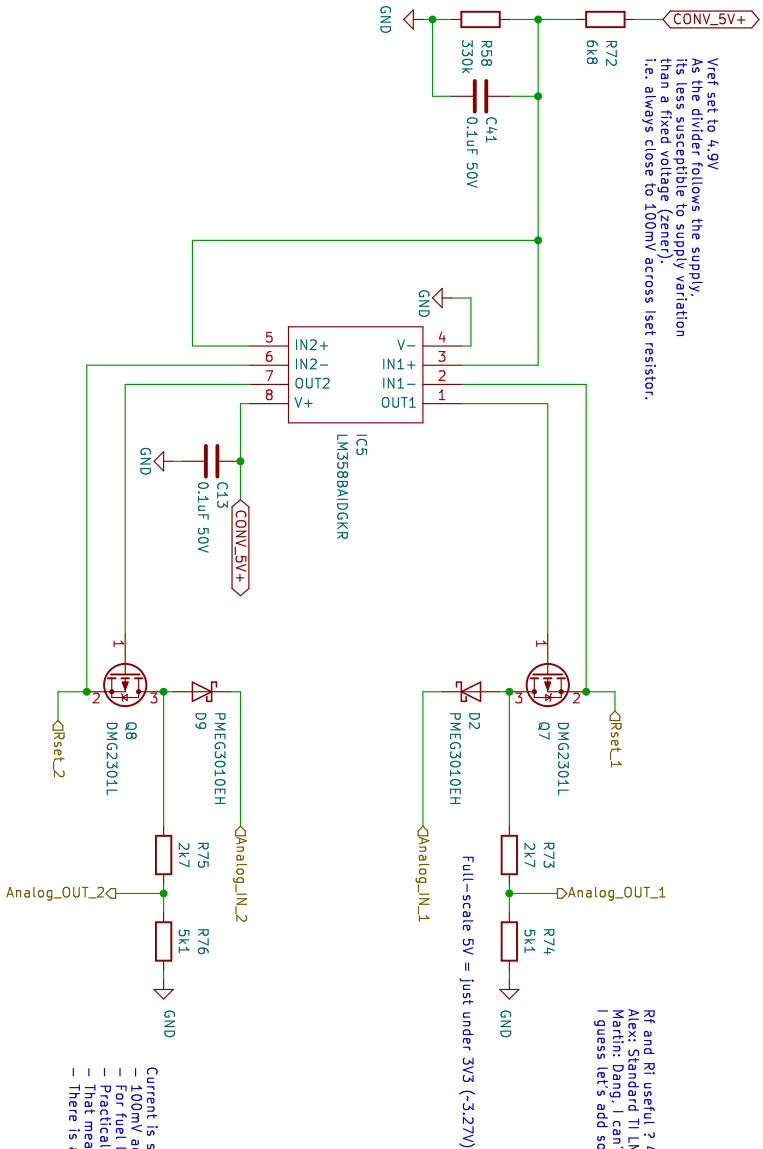 CONV_5V+
R72
6k8
R58
330k
GND
C41
0.1uF 50V
Vref set to 4.9V
As the divider follows the supply,
its less susceptible to supply variation
than a fixed voltage (zener).
i.e. always close to 100mV across Iset resistor.
GND
5
IN2+
6
IN2-
7
OUT2
8
V+
V-
4
IN1+
3
IN1-
2
OUT1
1
IC5
LM358BAIDGKR
C13
0.1uF 50V
GND
CONV_5V+
1
2
3
Q8
DMG2301L
D9
PMEG3010EH
Rset_2
1
3
2
Q7
DMG2301L
D2
PMEG3010EH
Rset_1
Analog_IN_2
Analog_IN_1
R75
2k7
R73
2k7
Analog_OUT_2
Analog_OUT_1
R76
5k1
R74
5k1
GND
GND
Full-scale 5V = just under 3V3 (~3.27V)
Rf and Ri useful ? 4
Alex: Standard TI LM
Martin: Dang, I can'
I guess let's add so
Current is s
- 100mV a
- For fuel l
- Practical
- That mea
- There is